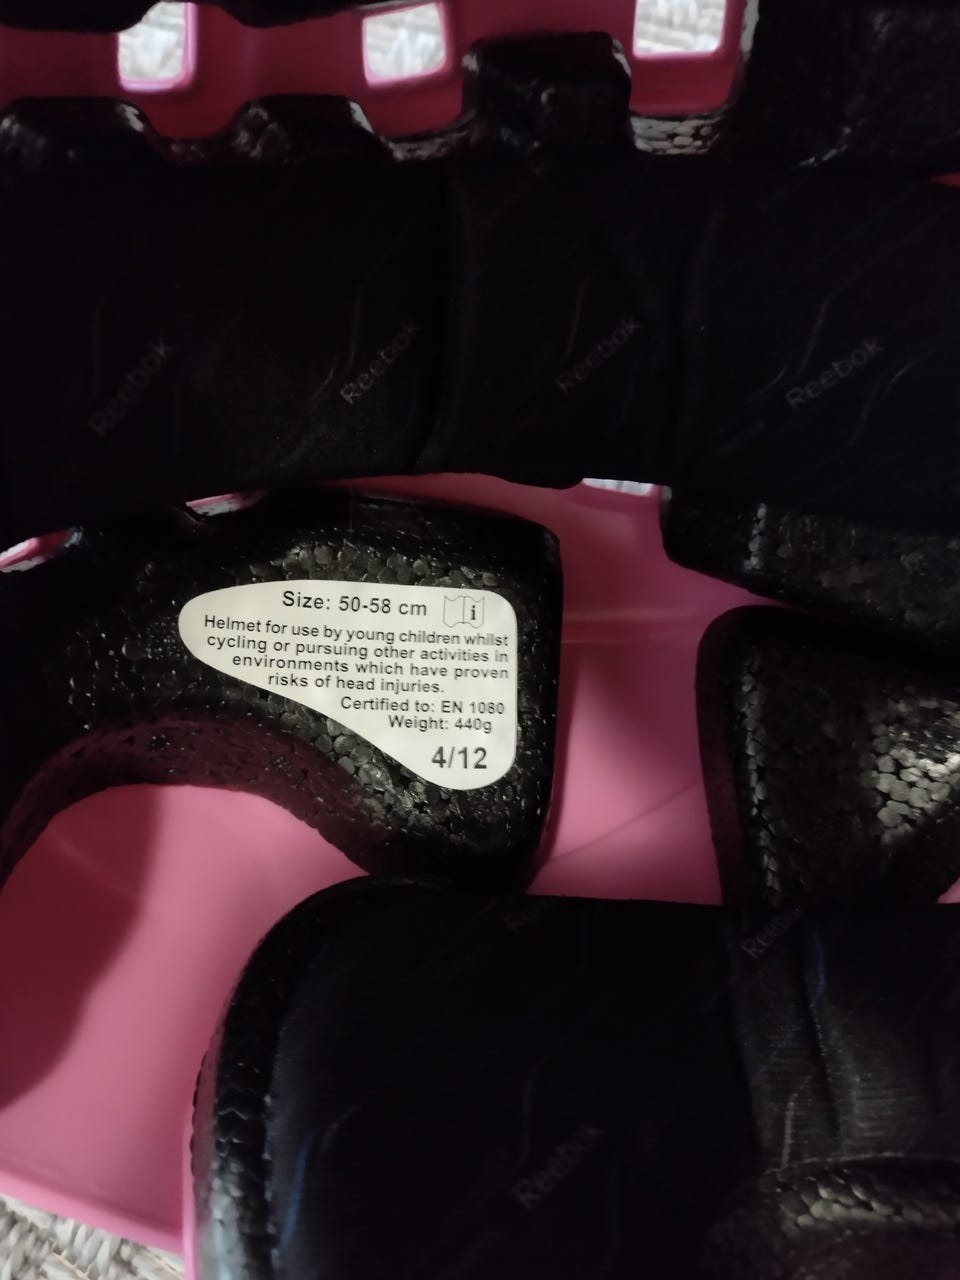 Reebok
Reebok
Reebok
Reebok
Size: 50-58 cm i
Helmet for use by young children whilst
cycling or pursuing other activities in
environments which have proven
risks of head injuries.
Certified to: EN 1080
Weight: 440g
4/12
Reebok
Reebok